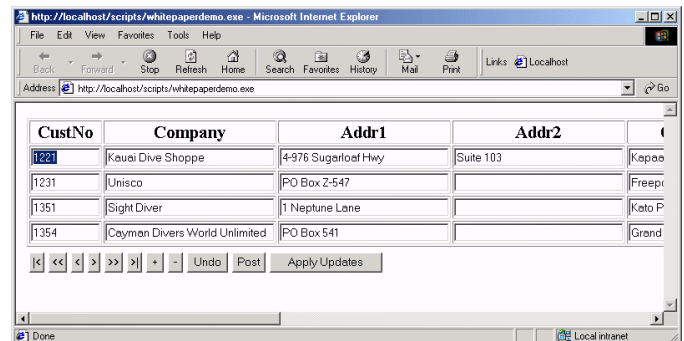 http://localhost/scripts/whitepaperdemo.exe - Microsoft Internet Explorer
File Edit View Favorites Tools Help
Back Forward Stop Refresh Home Search Favorites History Mail Print Links Localhost
Address http://localhost/scripts/whitepaperdemo.exe Go
CustNo Company Addr1 Addr2
1221 Kauai Dive Shoppe 4-976 Sugarloaf Hwy Suite 103 Kapaa
1231 Unisco PO Box Z-547 Freepo
1351 Sight Diver 1 Neptune Lane Kato P
1354 Cayman Divers World Unlimited PO Box 541 Grand
|< << < > >> >| + - Undo Post Apply Updates
Done Local intranet